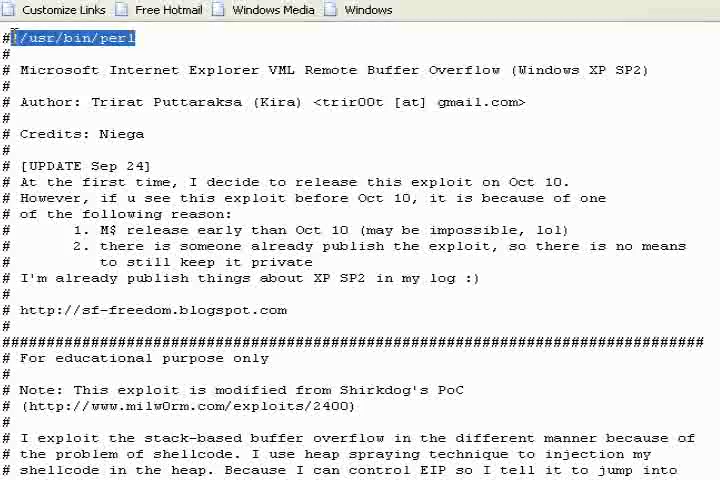 Customize Links Free Hotmail Windows Media Windows
#!/usr/bin/perl
#
# Microsoft Internet Explorer VML Remote Buffer Overflow (Windows XP SP2)
#
# Author: Trirat Puttaraksa (Kira) <trir00t [at] gmail.com>
#
# Credits: Niega
#
# [UPDATE Sep 24]
# At the first time, I decide to release this exploit on Oct 10.
# However, if u see this exploit before Oct 10, it is because of one
# of the following reason:
# 1. M$ release early than Oct 10 (may be impossible, lol)
# 2. there is someone already publish the exploit, so there is no means
# to still keep it private
# I'm already publish things about XP SP2 in my log :)
#
# http://sf-freedom.blogspot.com
#
###############################################################################
# For educational purpose only
#
# Note: This exploit is modified from Shirkdog's PoC
# (http://www.milw0rm.com/exploits/2400)
#
# I exploit the stack-based buffer overflow in the different manner because of
# the problem of shellcode. I use heap spraying technique to injection my
# shellcode in the heap. Because I can control EIP so I tell it to jump into